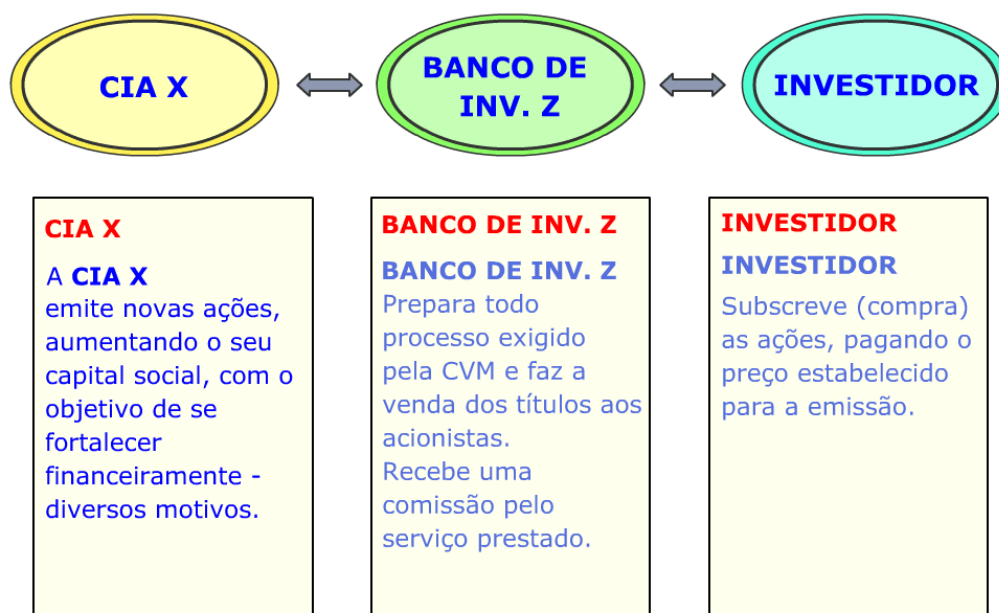 CIA X
BANCO DE
INV. Z
INVESTIDOR
CIA X
A CIA X
emite novas ações,
aumentando o seu
capital social, com o
objetivo de se
fortalecer
financeiramente -
diversos motivos.
BANCO DE INV. Z
BANCO DE INV. Z
Prepara todo
processo exigido
pela CVM e faz a
venda dos títulos aos
acionistas.
Recebe uma
comissão pelo
serviço prestado.
INVESTIDOR
INVESTIDOR
Subscreve (compra)
as ações, pagando o
preço estabelecido
para a emissão.